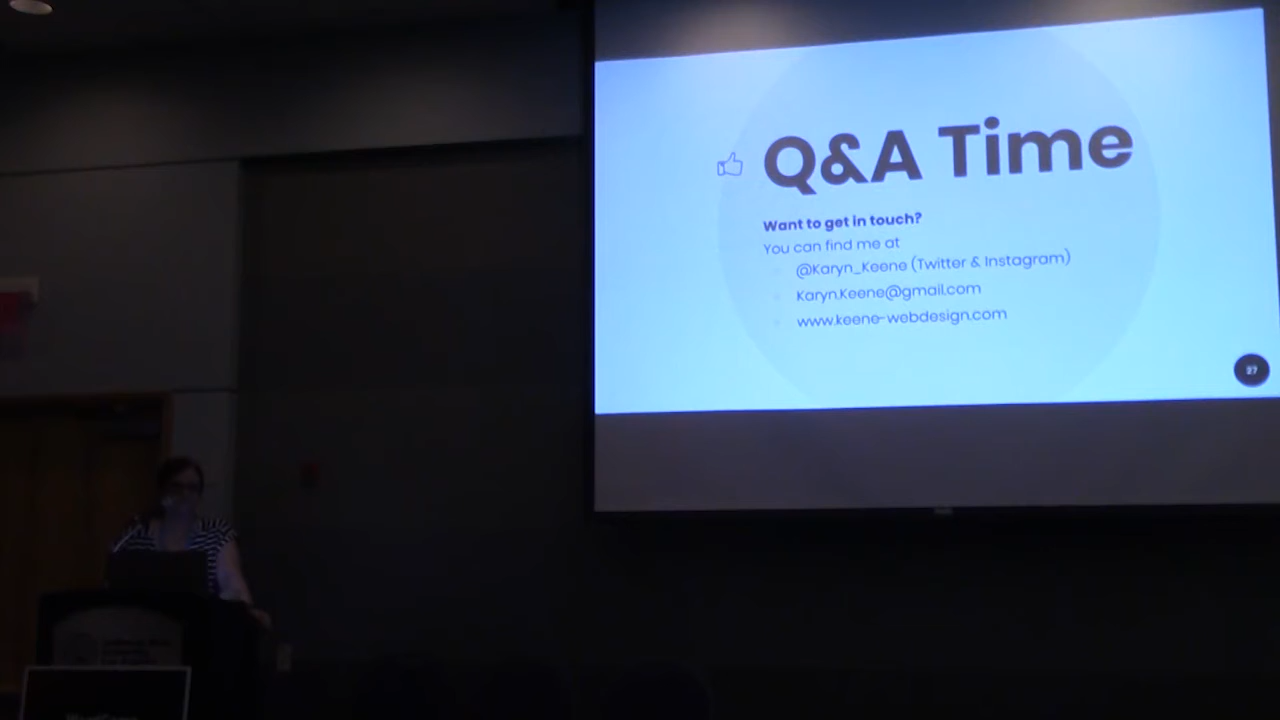 Q&A Time
Want to get in touch?
You can find me at
@Karyn_Keene (Twitter & Instagram)
Karyn.Keene@gmail.com
www.keene-webdesign.com
27